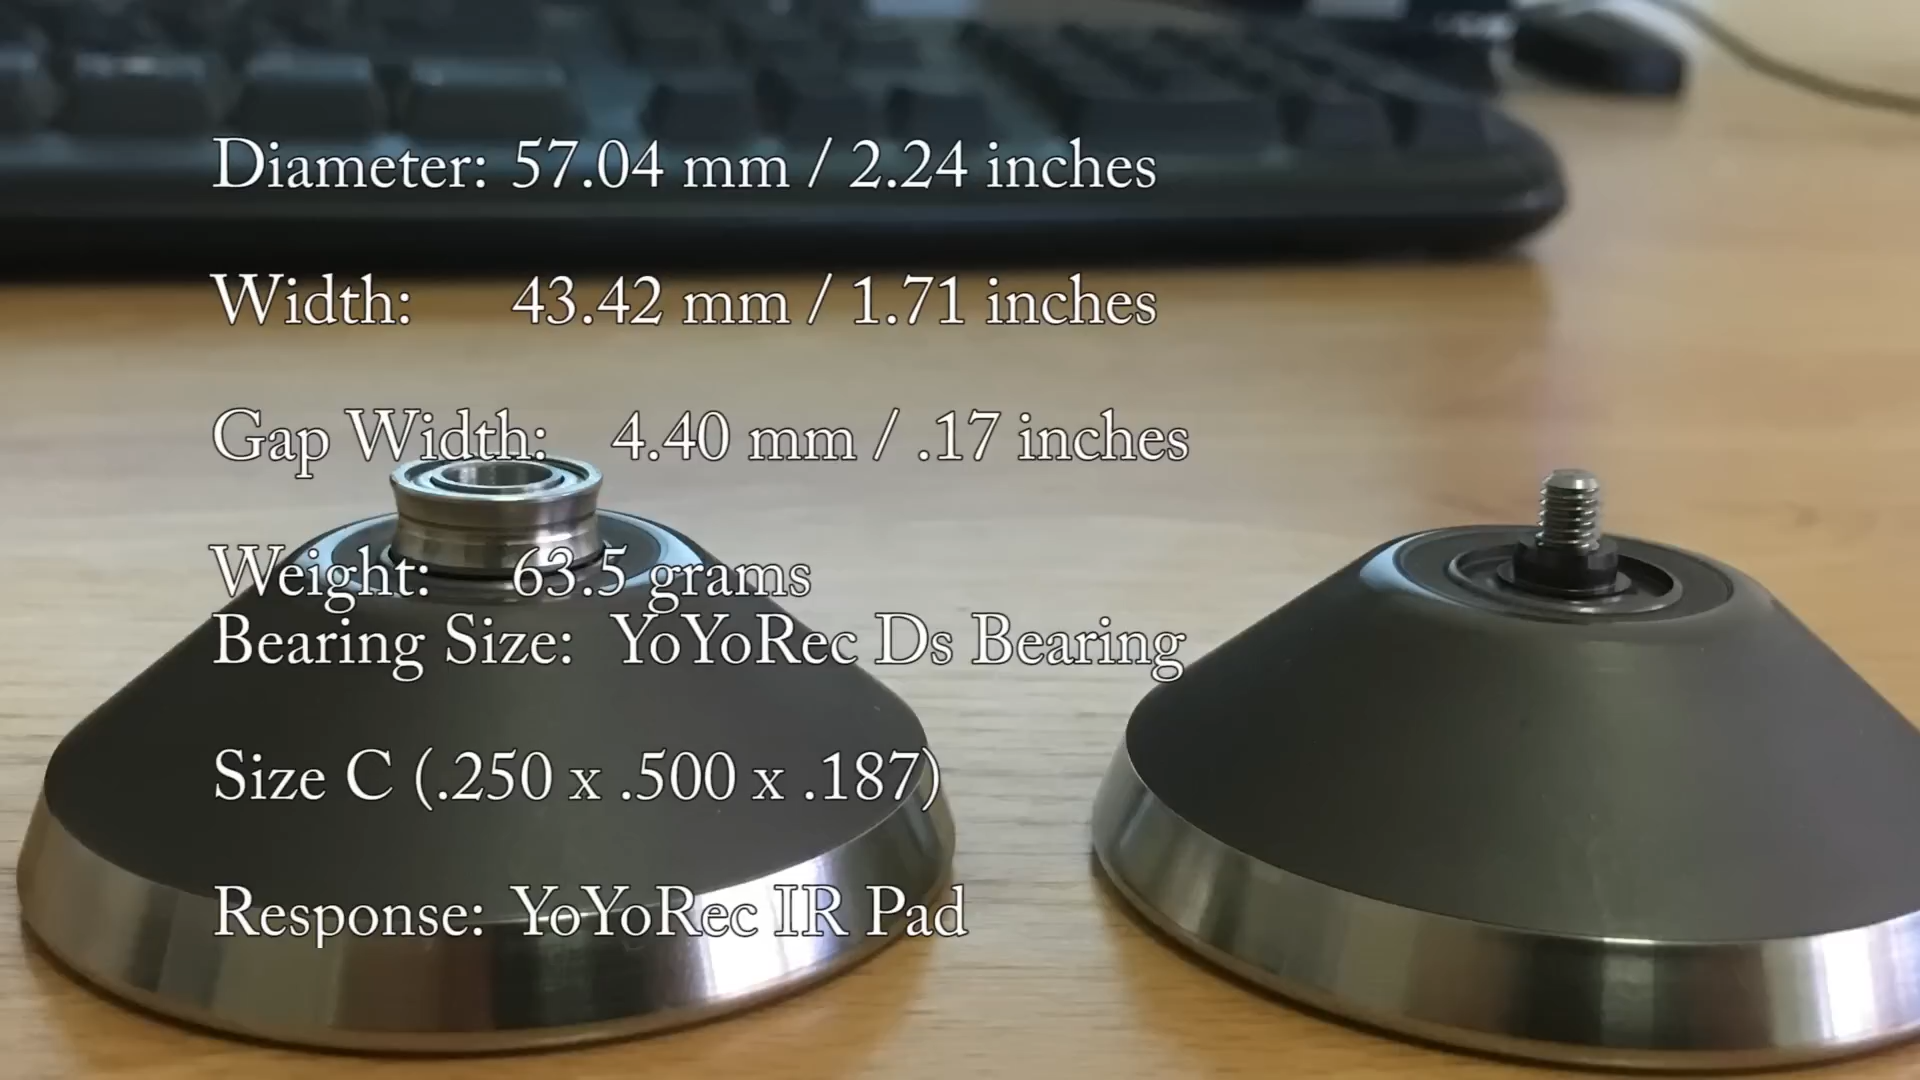 Diameter: 57.04 mm / 2.24 inches
Width: 43.42 mm / 1.71 inches
Gap Width: 4.40 mm / .17 inches
Weight: 63.5 grams
Bearing Size: YoYoRec Ds Bearing
Size C (.250 x .500 x .187)
Response: YoYoRec IR Pad